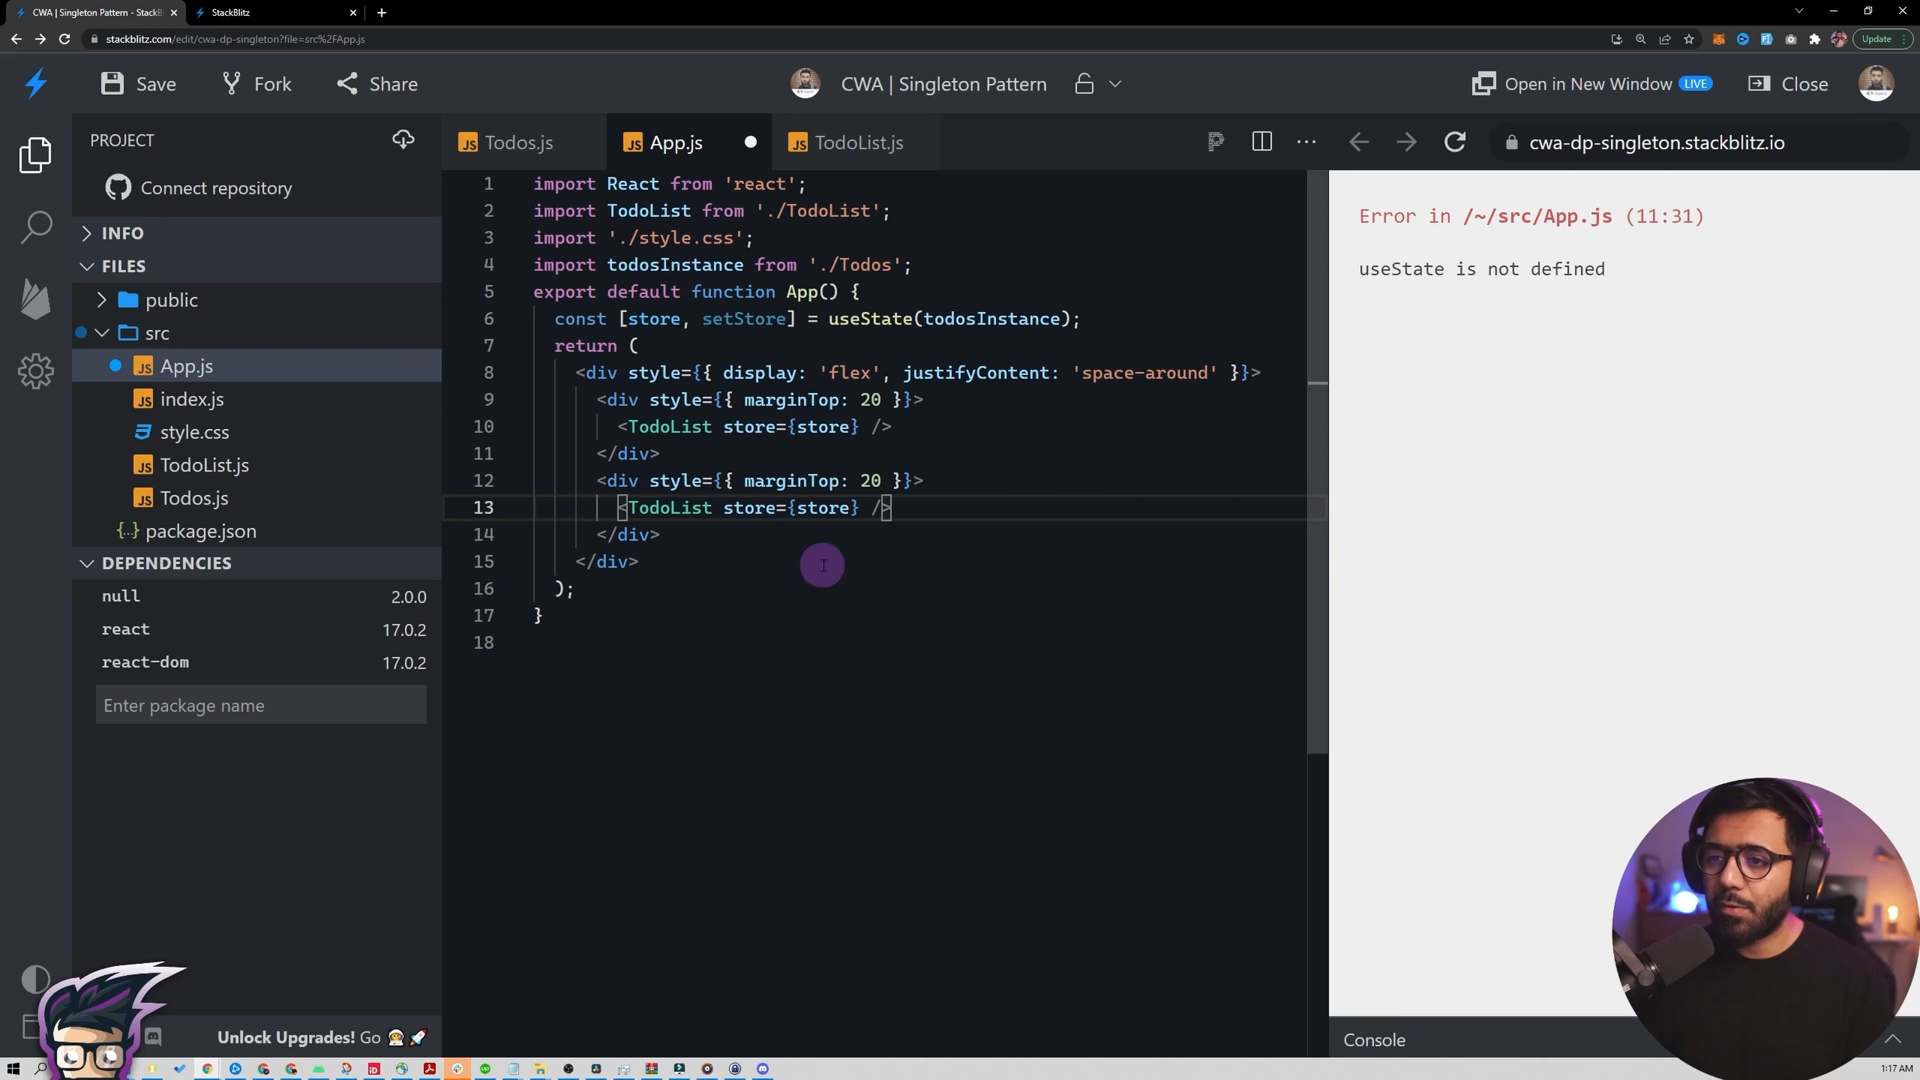 CWA | Singleton Pattern - StackB
StackBlitz
stackblitz.com/edit/cwa-dp-singleton?file=src%2FApp.js
Update
Save
Fork
Share
CWA | Singleton Pattern
Open in New Window
LIVE
Close
PROJECT
Connect repository
INFO
FILES
public
src
App.js
index.js
style.css
TodoList.js
Todos.js
package.json
DEPENDENCIES
null 2.0.0
react 17.0.2
react-dom 17.0.2
Enter package name
Unlock Upgrades! Go
Todos.js
App.js
TodoList.js
1 import React from 'react';
2 import TodoList from './TodoList';
3 import './style.css';
4 import todosInstance from './Todos';
5 export default function App() {
6 const [store, setStore] = useState(todosInstance);
7 return (
8 <div style={{ display: 'flex', justifyContent: 'space-around' }}>
9 <div style={{ marginTop: 20 }}>
10 <TodoList store={store} />
11 </div>
12 <div style={{ marginTop: 20 }}>
13 <TodoList store={store} />
14 </div>
15 </div>
16 );
17 }
18
cwa-dp-singleton.stackblitz.io
Error in /~/src/App.js (11:31)
useState is not defined
Console
1:17 AM